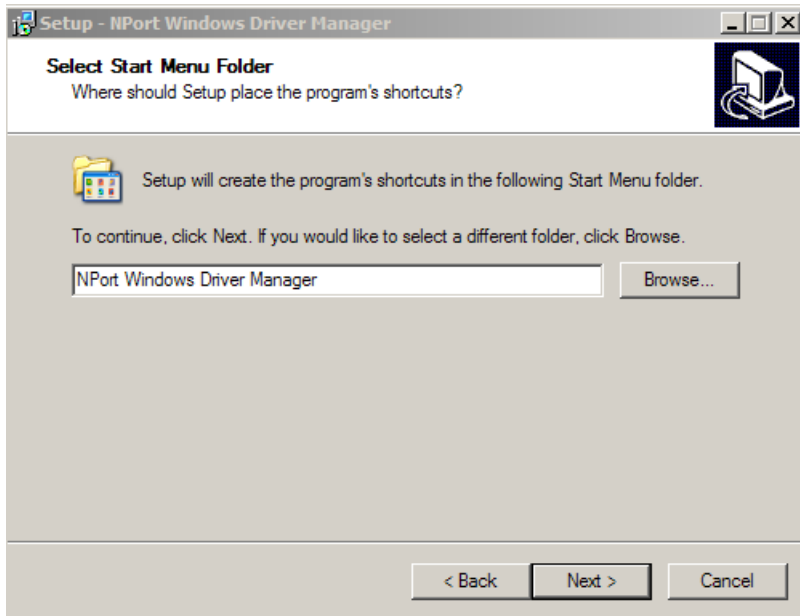 Setup - NPort Windows Driver Manager
Select Start Menu Folder
Where should Setup place the program's shortcuts?
Setup will create the program's shortcuts in the following Start Menu folder.
To continue, click Next. If you would like to select a different folder, click Browse.
NPort Windows Driver Manager
Browse...
< Back
Next >
Cancel